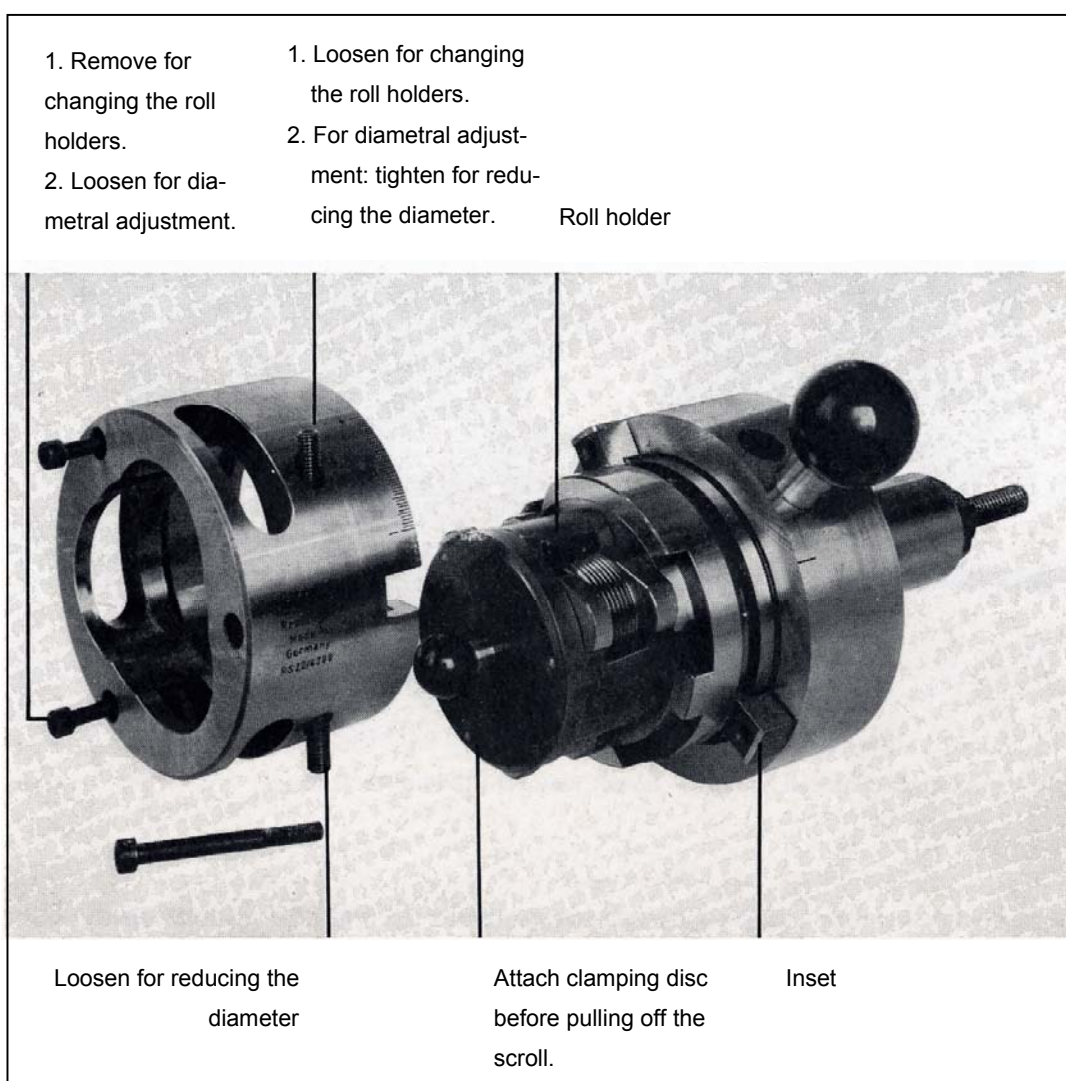 1. Remove for
changing the roll
holders.
2. Loosen for dia-
metral adjustment.
1. Loosen for changing
the roll holders.
2. For diametral adjust-
ment: tighten for redu-
cing the diameter.
Roll holder
Made in
Germany
Loosen for reducing the
diameter
Attach clamping disc
before pulling off the
scroll.
Inset